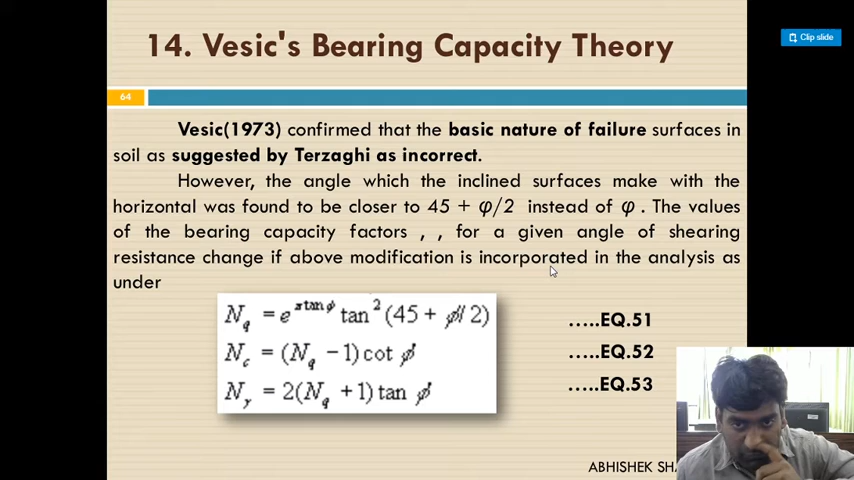 14. Vesic's Bearing Capacity Theory
Clip slide
64
Vesic(1973) confirmed that the basic nature of failure surfaces in
soil as suggested by Terzaghi as incorrect.
However, the angle which the inclined surfaces make with the
horizontal was found to be closer to 45 + φ/2 instead of φ . The values
of the bearing capacity factors , , for a given angle of shearing
resistance change if above modification is incorporated in the analysis as
under
N_q = e^{π tan ϕ} tan^2 (45 + ϕ/2) …..EQ.51
N_c = (N_q − 1) cot ϕ …..EQ.52
N_γ = 2(N_q + 1) tan ϕ …..EQ.53
ABHISHEK